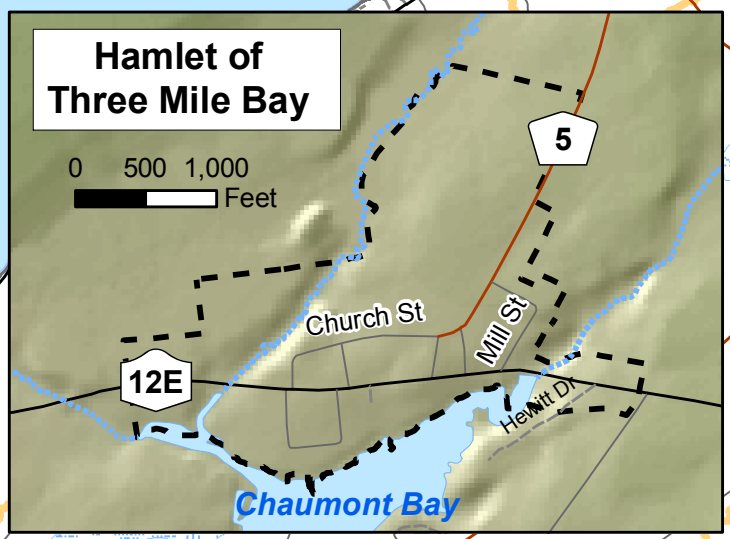 Hamlet of
Three Mile Bay
0 500 1,000
Feet
5
Church St
Mill St
12E
Hewitt Dr
Chaumont Bay